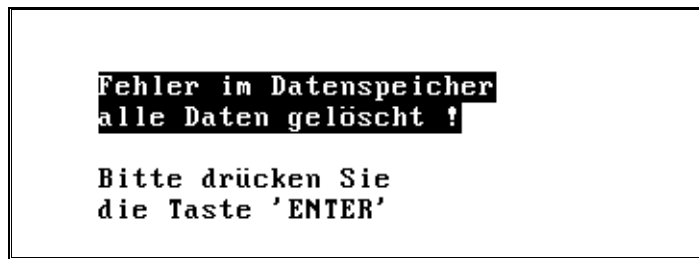 Fehler im Datenspeicher
alle Daten gelöscht !
Bitte drücken Sie
die Taste 'ENTER'